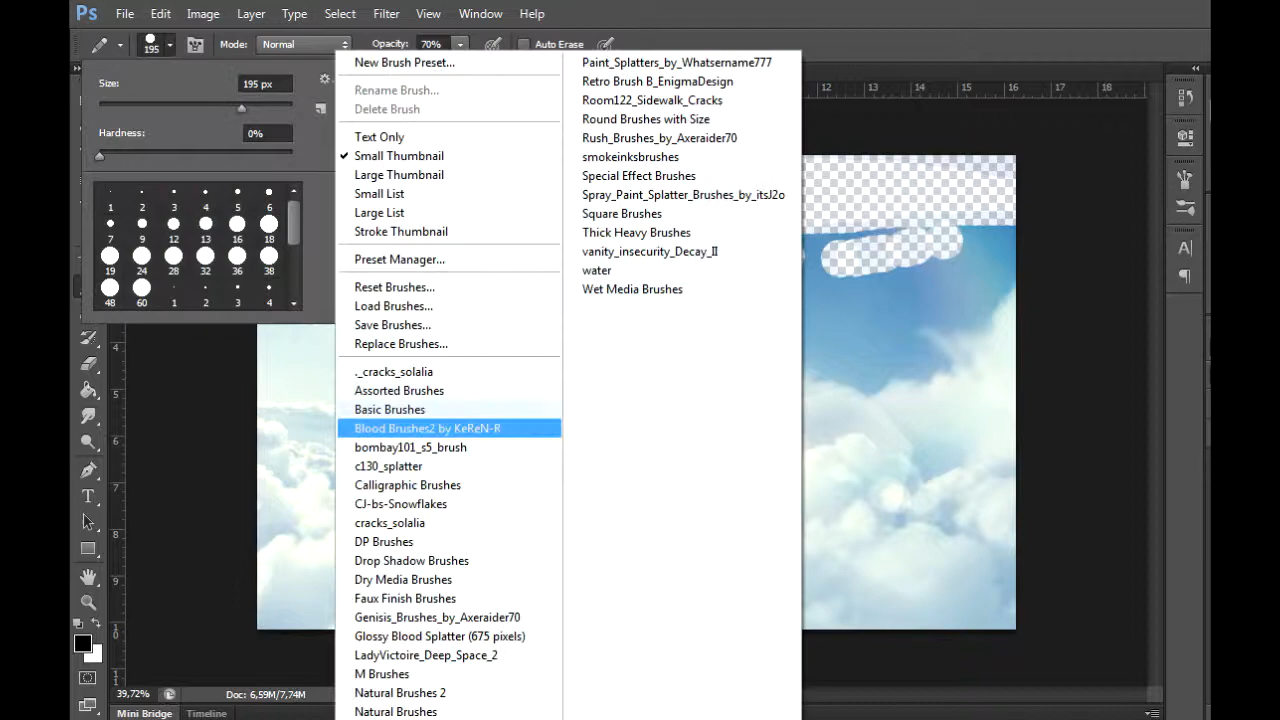 Ps File Edit Image Layer Type Select Filter View Window Help
195 Mode: Normal Opacity: 70% Auto Erase
Size: 195 px
Hardness: 0%
1 2 3 4 5 6
7 9 12 13 16 18
19 24 28 32 36 38
48 60 1 2 3 4
New Brush Preset...
Rename Brush...
Delete Brush
Text Only
Small Thumbnail
Large Thumbnail
Small List
Large List
Stroke Thumbnail
Preset Manager...
Reset Brushes...
Load Brushes...
Save Brushes...
Replace Brushes...
._cracks_solalia
Assorted Brushes
Basic Brushes
Blood Brushes2 by KeReN-R
bombay101_s5_brush
c130_splatter
Calligraphic Brushes
CJ-bs-Snowflakes
cracks_solalia
DP Brushes
Drop Shadow Brushes
Dry Media Brushes
Faux Finish Brushes
Genisis_Brushes_by_Axeraider70
Glossy Blood Splatter (675 pixels)
LadyVictoire_Deep_Space_2
M Brushes
Natural Brushes 2
Natural Brushes
Paint_Splatters_by_Whatsername777
Retro Brush B_EnigmaDesign
Room122_Sidewalk_Cracks
Round Brushes with Size
Rush_Brushes_by_Axeraider70
smokeinksbrushes
Special Effect Brushes
Spray_Paint_Splatter_Brushes_by_itsJ2o
Square Brushes
Thick Heavy Brushes
vanity_insecurity_Decay_II
water
Wet Media Brushes
12 13 14 15 16 17 18
4
5
6
7
8
9
10
11
39,72% Doc: 6,59M/7,74M
Mini Bridge Timeline